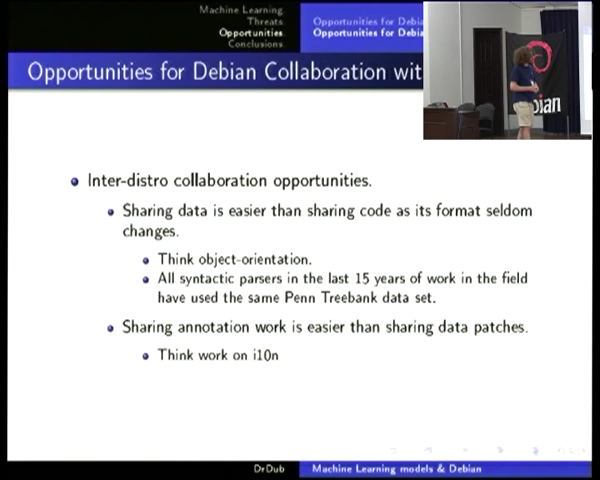 Machine Learning
Threats
Opportunities
Conclusions
Opportunities for Debia
Opportunities for Debia
Opportunities for Debian Collaboration wit
bian
Inter-distro collaboration opportunities.
Sharing data is easier than sharing code as its format seldom
changes.
Think object-orientation.
All syntactic parsers in the last 15 years of work in the field
have used the same Penn Treebank data set.
Sharing annotation work is easier than sharing data patches.
Think work on i10n
DrDub
Machine Learning models & Debian